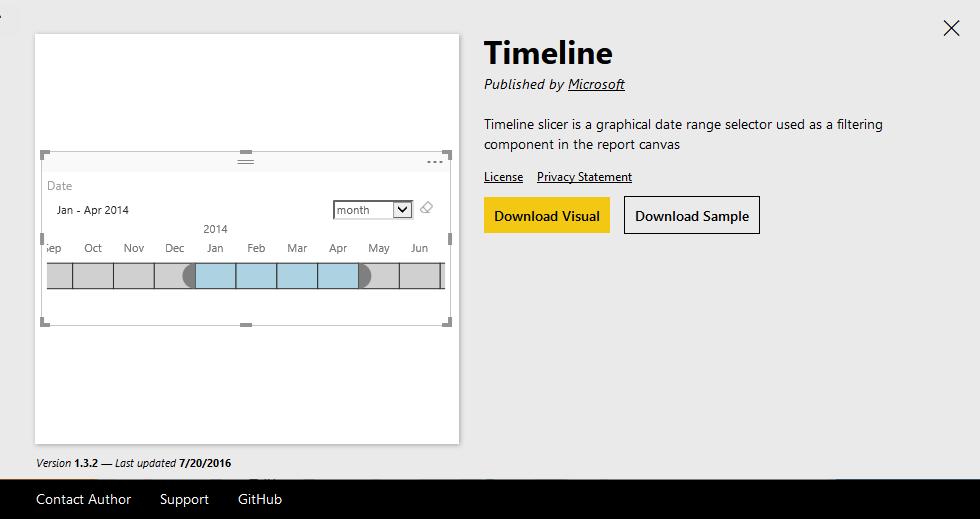 Timeline
Published by Microsoft
Timeline slicer is a graphical date range selector used as a filtering
component in the report canvas
License Privacy Statement
Download Visual Download Sample
Date
Jan - Apr 2014 month
2014
Oct Nov Dec Jan Feb Mar Apr May Jun
Version 1.3.2 — Last updated 7/20/2016
Contact Author Support GitHub